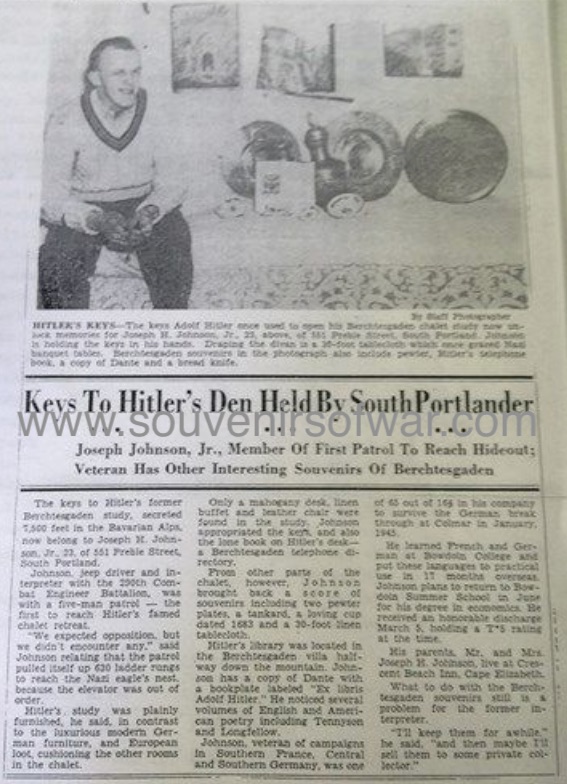 By Staff Photographer
HITLER'S KEYS—The keys Adolf Hitler once used to open his Berchtesgaden chalet study now un-
lock memories for Joseph H. Johnson, Jr., 23, above, of 551 Preble Street, South Portland. Johnson
is holding the keys in his hands. Draping the divan is a 30-foot tablecloth which once graced Nazi
banquet tables. Berchtesgaden souvenirs in the photograph also include pewter, Hitler's telephone
book, a copy of Dante and a bread knife.
Keys To Hitler's Den Held By South Portlander
www.souvenirsofwar.com
Joseph Johnson, Jr., Member Of First Patrol To Reach Hideout;
Veteran Has Other Interesting Souvenirs Of Berchtesgaden
The keys to Hitler's former
Berchtesgaden study, secreted
7,500 feet in the Bavarian Alps,
now belong to Joseph H. John-
son, Jr., 23, of 551 Preble Street,
South Portland.
Johnson, jeep driver and in-
terpreter with the 290th Com-
bat Engineer Battalion, was
with a five-man patrol — the
first to reach Hitler's famed
chalet retreat.
"We expected opposition, but
we didn't encounter any," said
Johnson relating that the patrol
pulled itself up 620 ladder rungs
to reach the Nazi eagle's nest,
because the elevator was out of
order.
Hitler's study was plainly
furnished, he said, in contrast
to the luxurious modern Ger-
man furniture, and European
loot, cushioning the other rooms
in the chalet.
Only a mahogany desk, linen
buffet and leather chair were
found in the study. Johnson
appropriated the keys, and also
the lone book on Hitler's desk—
a Berchtesgaden telephone di-
rectory.
From other parts of the
chalet, however, Johnson
brought back a score of
souvenirs including two pewter
plates, a tankard, a loving cup
dated 1683 and a 30-foot linen
tablecloth.
Hitler's library was located in
the Berchtesgaden villa half-
way down the mountain. John-
son has a copy of Dante with
a bookplate labeled "Ex libris
Adolf Hitler." He noticed several
volumes of English and Ameri-
can poetry including Tennyson
and Longfellow.
Johnson, veteran of campaigns
in Southern France, Central
and Southern Germany, was one
of 65 out of in his company
to survive the German break
through at Colmar in January,
1945.
He learned French and Ger-
man at Bowdoin College and
put these languages to practical
use in 17 months overseas.
Johnson plans to return to Bow-
doin Summer School in June
for his degree in economics. He
received an honorable discharge
March 5, holding a T-5 rating
at the time.
His parents, Mr. and Mrs.
Joseph H. Johnson, live at Cres-
cent Beach Inn, Cape Elizabeth.
What to do with the Berch-
tesgaden souvenirs still is a
problem for the former in-
terpreter.
"I'll keep them for awhile,"
he said, "and then maybe I'll
sell them to some private col-
lector."